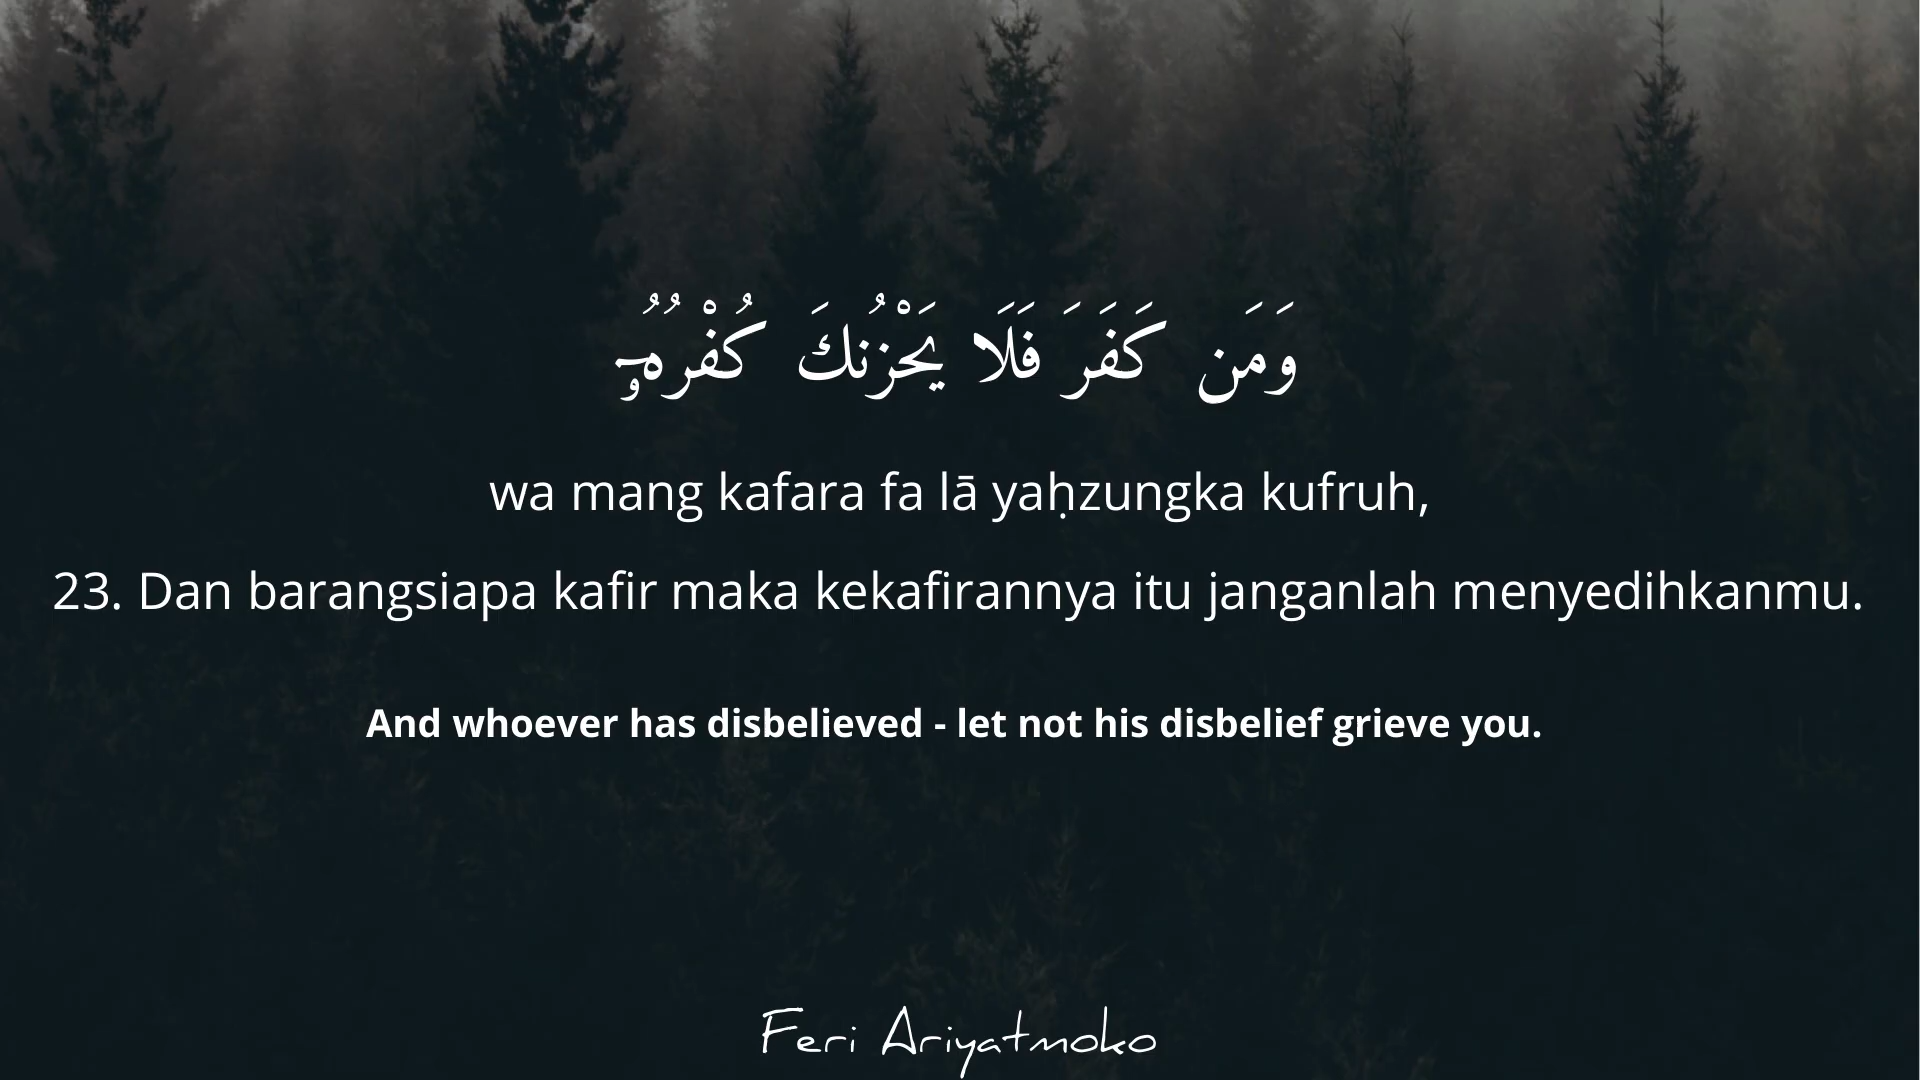 وَمَن كَفَرَ فَلَا يَحْزُنكَ كُفْرُهُۥٓ
wa mang kafara fa lā yaḥzungka kufruh,
23. Dan barangsiapa kafir maka kekafirannya itu janganlah menyedihkanmu.
And whoever has disbelieved - let not his disbelief grieve you.
Feri Ariyatmoko